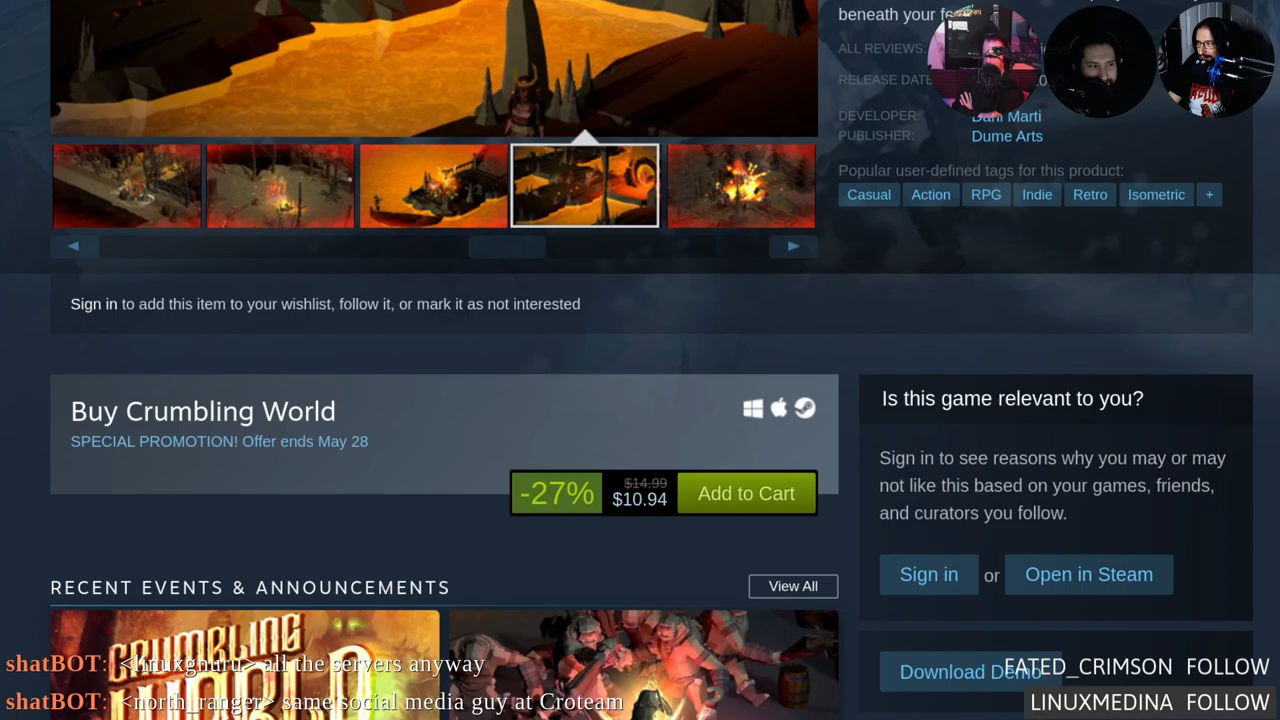 beneath your
ALL REVIEWS:
RELEASE DATE
DEVELOPER: Dani Marti
PUBLISHER: Dume Arts
Popular user-defined tags for this product:
Casual Action RPG Indie Retro Isometric +
Sign in to add this item to your wishlist, follow it, or mark it as not interested
Buy Crumbling World
SPECIAL PROMOTION! Offer ends May 28
-27% $14.99 $10.94 Add to Cart
Is this game relevant to you?
Sign in to see reasons why you may or may
not like this based on your games, friends,
and curators you follow.
Sign in or Open in Steam
RECENT EVENTS & ANNOUNCEMENTS View All
CRUMBLING
WORLD
Download Demo
shatBOT: <linuxgnuru> all the servers anyway
shatBOT: <north_ranger> same social media guy at Croteam
EATED_CRIMSON FOLLOW
LINUXMEDINA FOLLOW